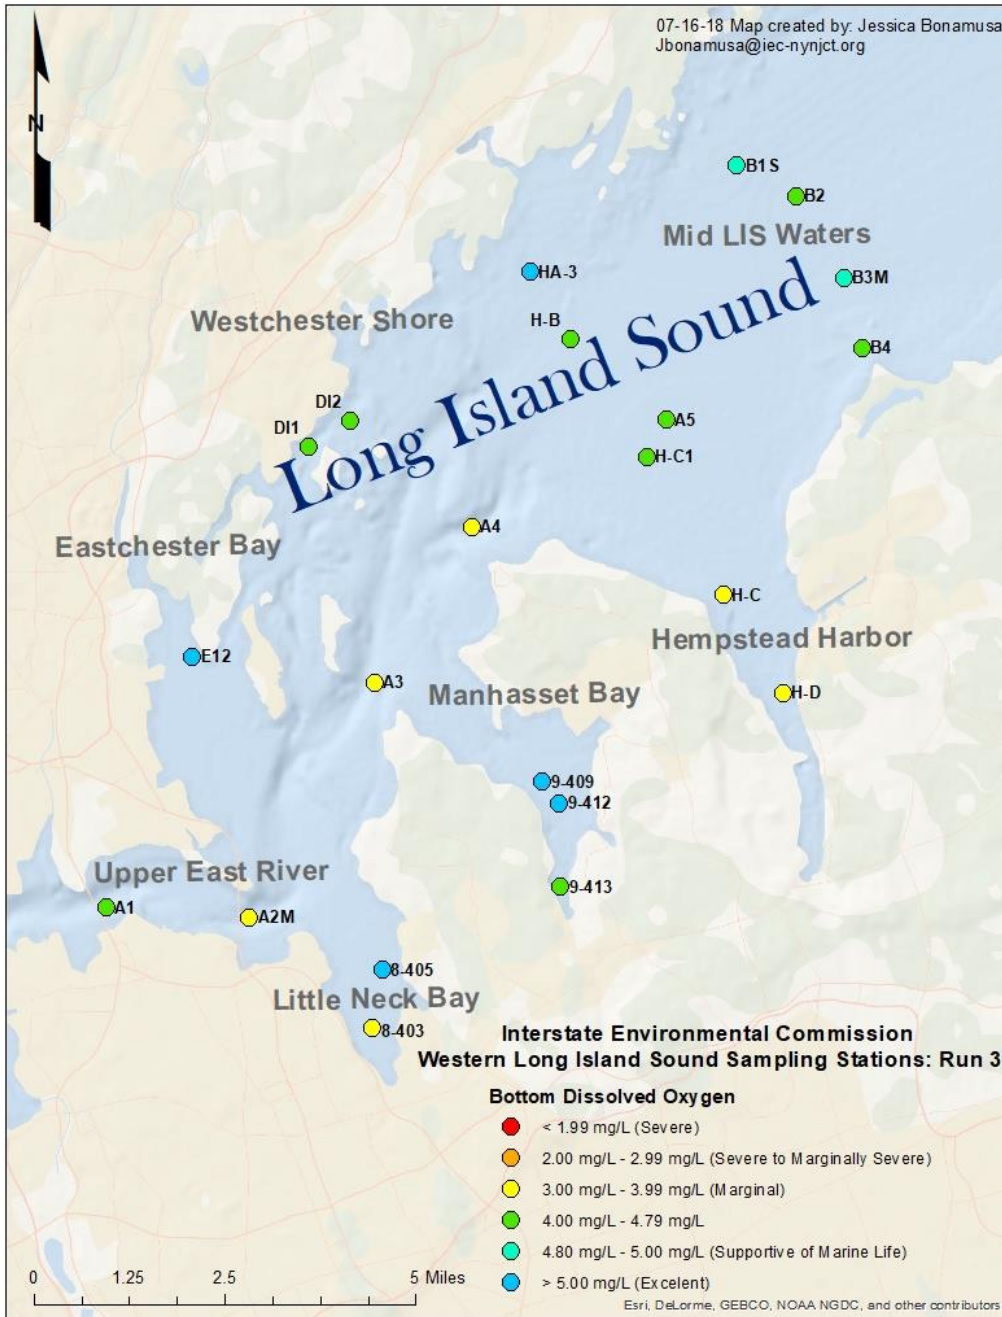 07-16-18 Map created by: Jessica Bonamusa
Jbonamusa@iec-nynjct.org
N
B1S
B2
Mid LIS Waters
HA-3
B3M
Westchester Shore
H-B
B4
Long Island Sound
DI2
A5
DI1
H-C1
A4
Eastchester Bay
H-C
Hempstead Harbor
E12
A3
Manhasset Bay
H-D
9-409
9-412
Upper East River
9-413
A1
A2M
8-405
Little Neck Bay
8-403
Interstate Environmental Commission
Western Long Island Sound Sampling Stations: Run 3
Bottom Dissolved Oxygen
< 1.99 mg/L (Severe)
2.00 mg/L - 2.99 mg/L (Severe to Marginally Severe)
3.00 mg/L - 3.99 mg/L (Marginal)
4.00 mg/L - 4.79 mg/L
4.80 mg/L - 5.00 mg/L (Supportive of Marine Life)
> 5.00 mg/L (Excelent)
0 1.25 2.5 5 Miles
Esri, DeLorme, GEBCO, NOAA NGDC, and other contributors